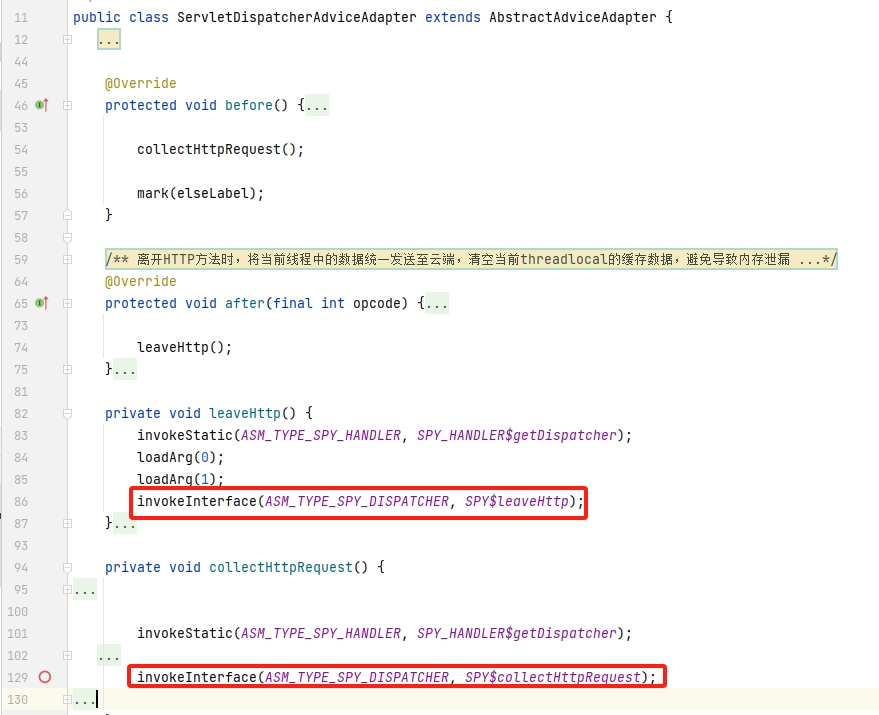 11 public class ServletDispatcherAdviceAdapter extends AbstractAdviceAdapter {
12 ...
44
45 @Override
46 protected void before() {...
53
54 collectHttpRequest();
55
56 mark(elseLabel);
57 }
58
59 /** 离开HTTP方法时，将当前线程中的数据统一发送至云端，清空当前threadlocal的缓存数据，避免导致内存泄漏 ...*/
64 @Override
65 protected void after(final int opcode) {...
73
74 leaveHttp();
75 }...
81
82 private void leaveHttp() {
83 invokeStatic(ASM_TYPE_SPY_HANDLER, SPY_HANDLER$getDispatcher);
84 loadArg(0);
85 loadArg(1);
86 invokeInterface(ASM_TYPE_SPY_DISPATCHER, SPY$leaveHttp);
87 }...
93
94 private void collectHttpRequest() {
95 ...
100
101 invokeStatic(ASM_TYPE_SPY_HANDLER, SPY_HANDLER$getDispatcher);
102 ...
129 invokeInterface(ASM_TYPE_SPY_DISPATCHER, SPY$collectHttpRequest);
130 ...